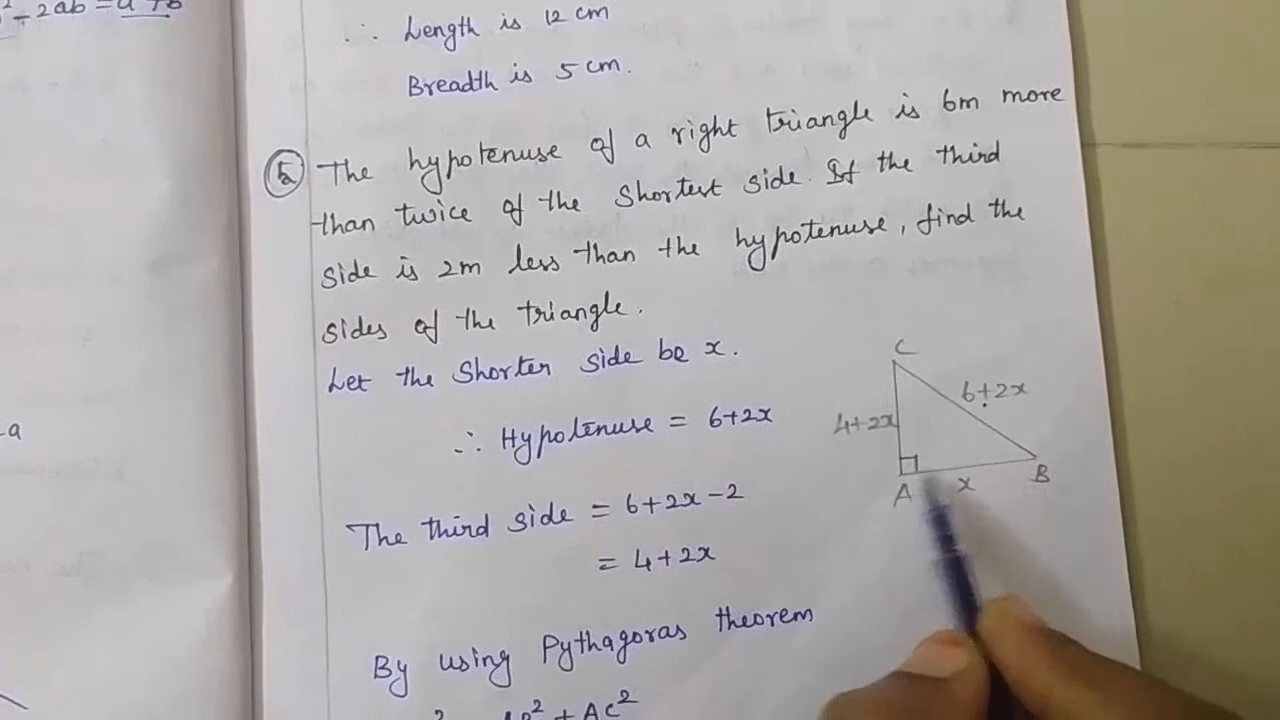 - 2ab = a + b
∴ Length is 12 cm
Breadth is 5 cm.
5 The hypotenuse of a right triangle is 6m more
than twice of the shortest side. If the third
side is 2m less than the hypotenuse, find the
sides of the triangle.
Let the shorter side be x.
∴ Hypotenuse = 6+2x
The third side = 6+2x-2
= 4+2x
By using Pythagoras theorem
+ AC²
C
6+2x
4+2x
A
x
B
-a